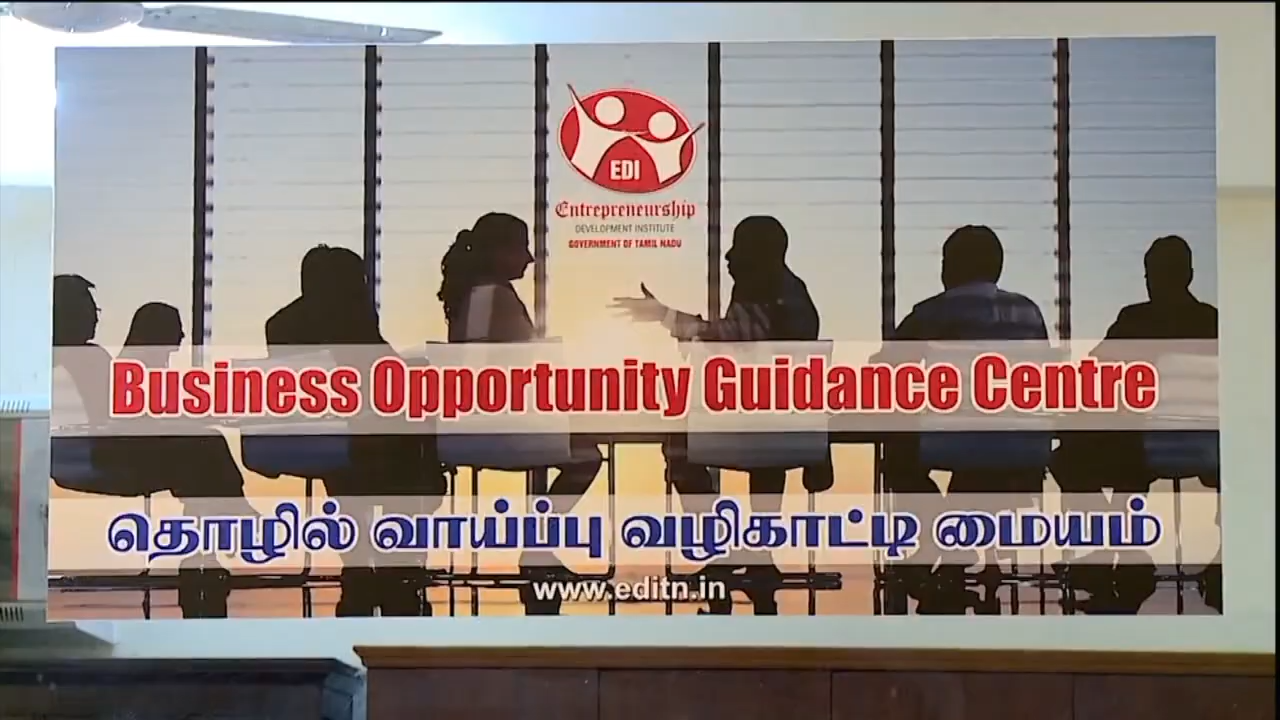 EDI
Entrepreneurship
DEVELOPMENT INSTITUTE
GOVERNMENT OF TAMIL NADU
Business Opportunity Guidance Centre
தொழில் வாய்ப்பு வழிகாட்டி மையம்
www.editn.in